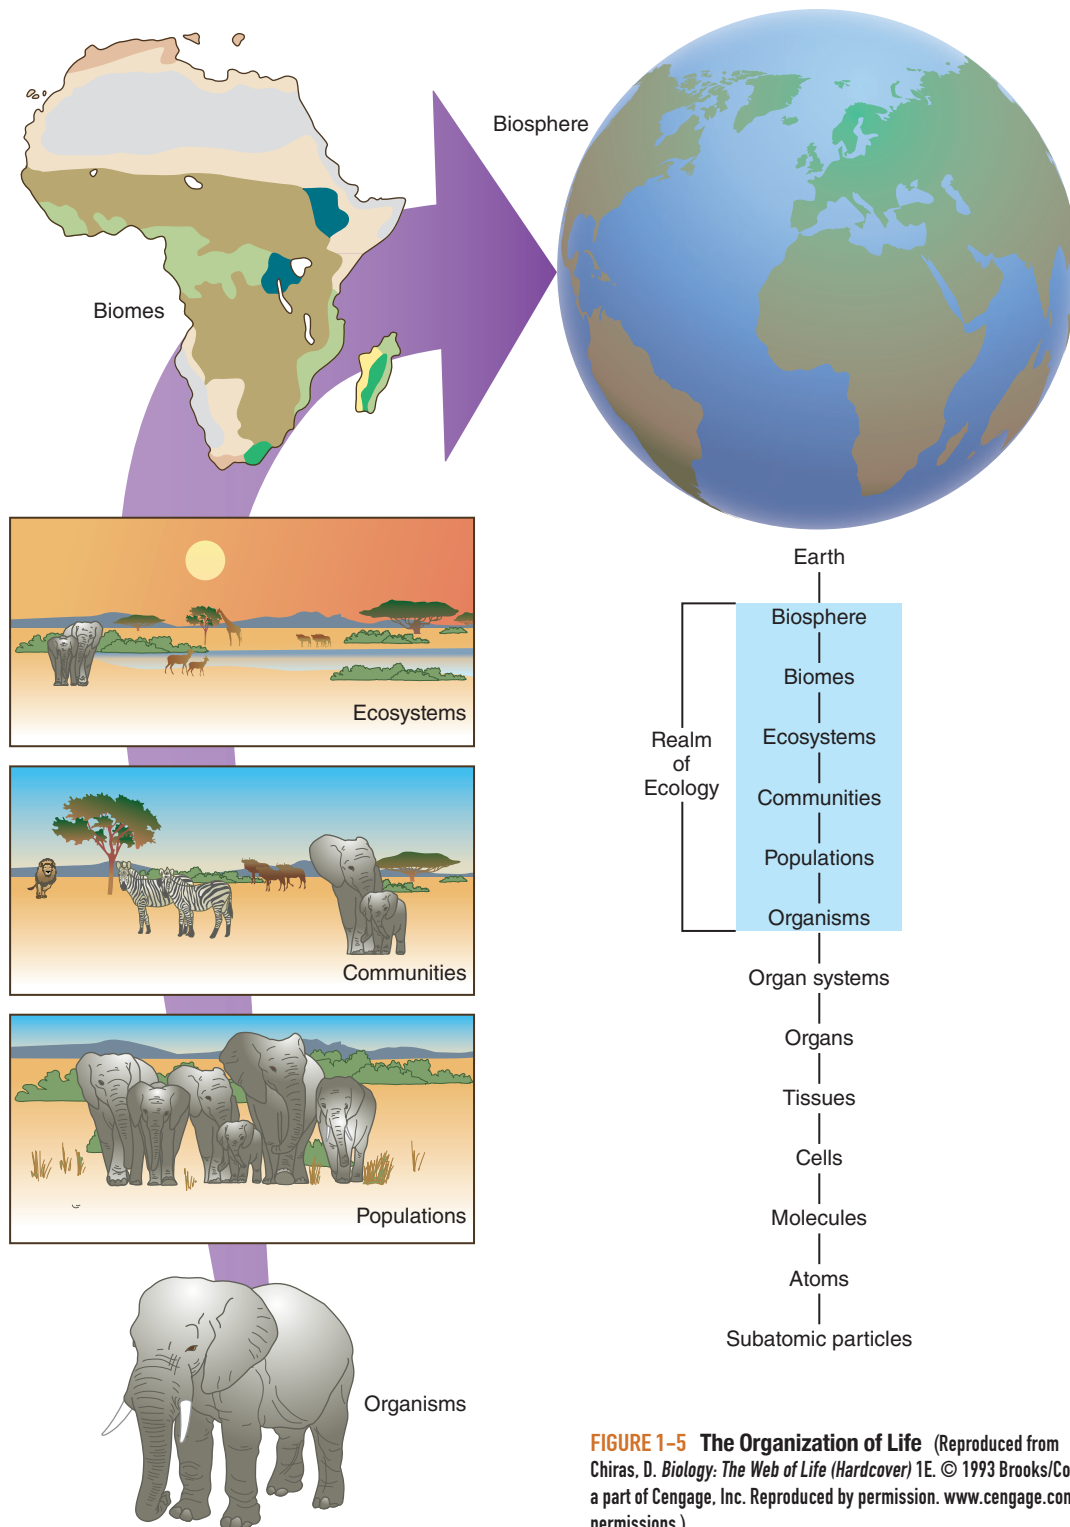 Biosphere
Biomes
Ecosystems
Communities
Populations
Organisms
Earth
Biosphere
Biomes
Ecosystems
Communities
Populations
Organisms
Realm
of
Ecology
Organ systems
Organs
Tissues
Cells
Molecules
Atoms
Subatomic particles
FIGURE 1–5 The Organization of Life (Reproduced from
Chiras, D. Biology: The Web of Life (Hardcover) 1E. © 1993 Brooks/Co
a part of Cengage, Inc. Reproduced by permission. www.cengage.con
permissions.)